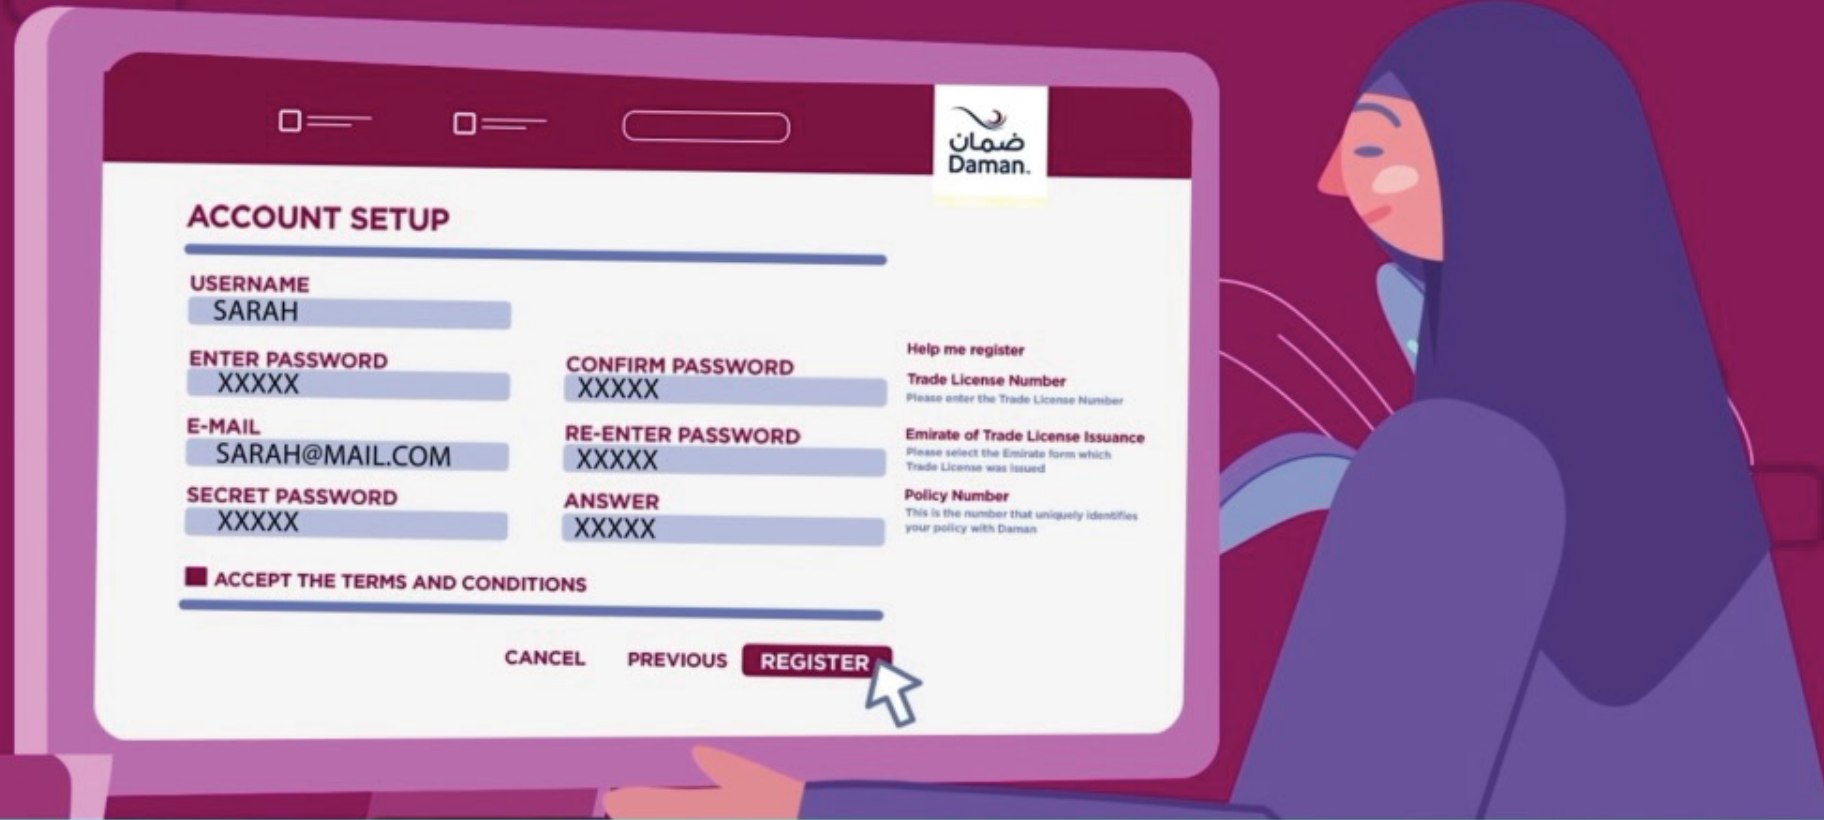 ضمان
Daman.
ACCOUNT SETUP
USERNAME
SARAH
ENTER PASSWORD
XXXXX
CONFIRM PASSWORD
XXXXX
E-MAIL
SARAH@MAIL.COM
RE-ENTER PASSWORD
XXXXX
SECRET PASSWORD
XXXXX
ANSWER
XXXXX
ACCEPT THE TERMS AND CONDITIONS
CANCEL
PREVIOUS
REGISTER
Help me register
Trade License Number
Please enter the Trade License Number
Emirate of Trade License Issuance
Please select the Emirate form which
Trade License was issued
Policy Number
This is the number that uniquely identifies
your policy with Daman